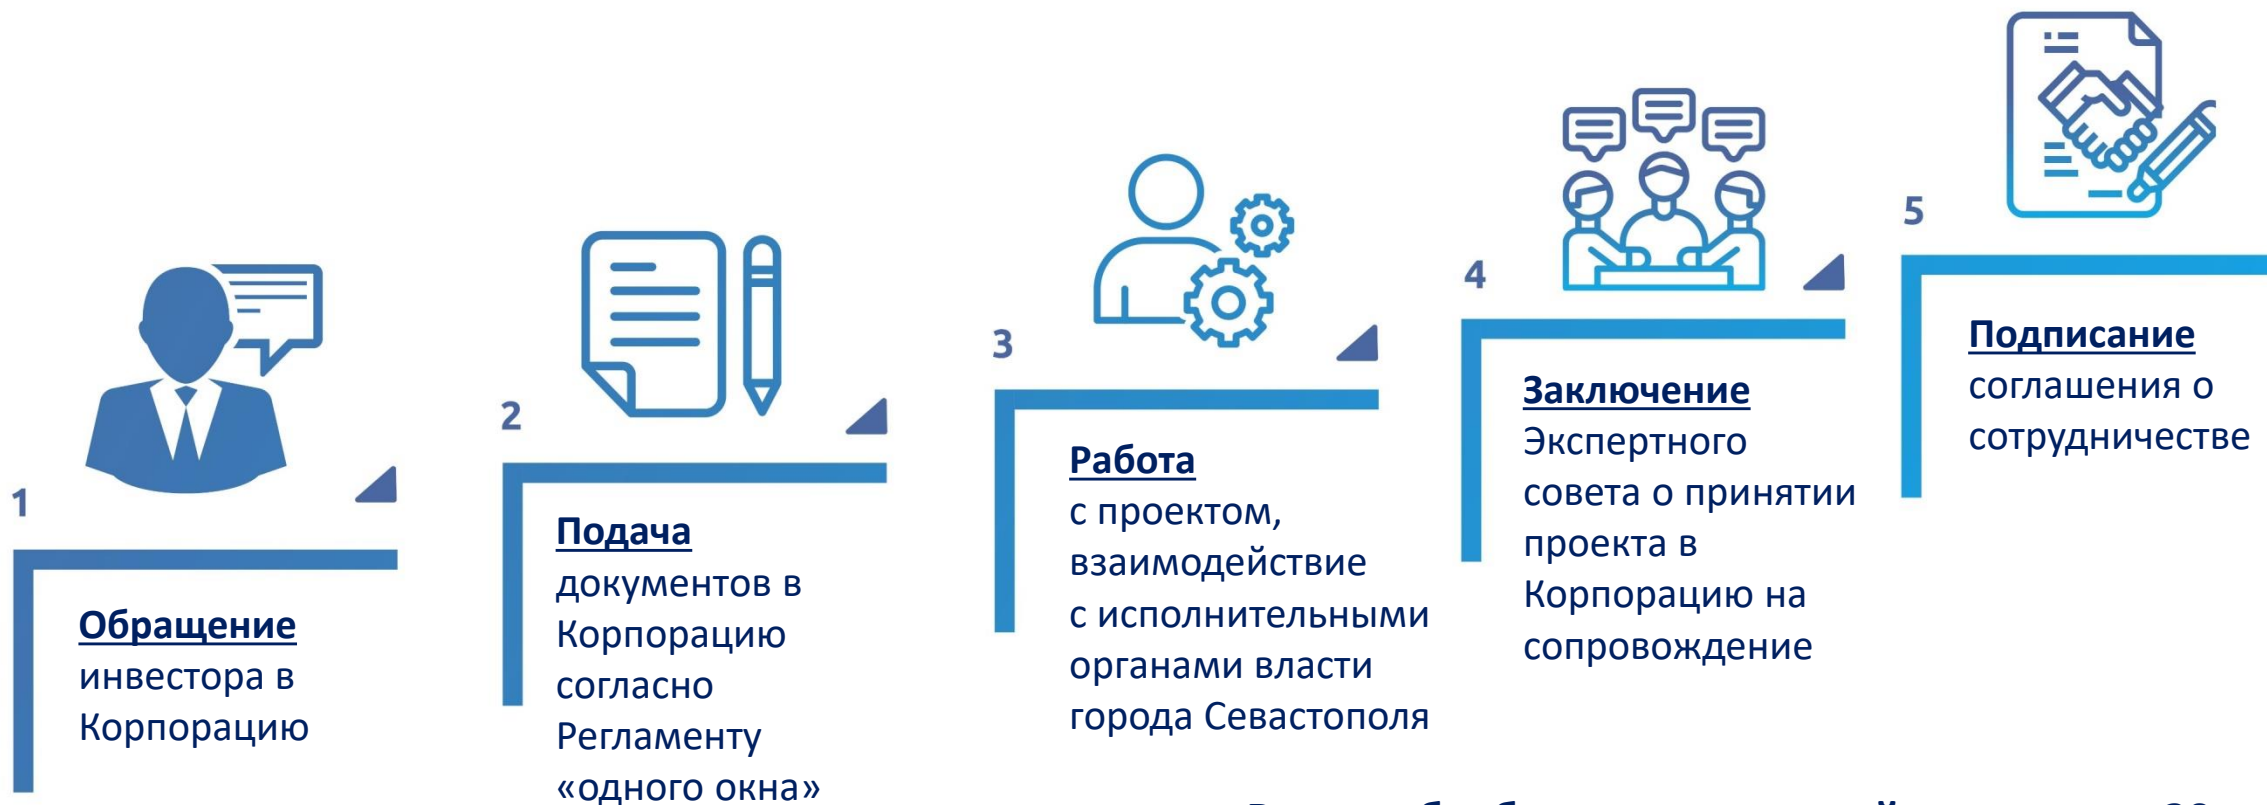 1
Обращение
инвестора в
Корпорацию
2
Подача
документов в
Корпорацию
согласно
Регламенту
«одного окна»
3
Работа
с проектом,
взаимодействие
с исполнительными
органами власти
города Севастополя
4
Заключение
Экспертного
совета о принятии
проекта в
Корпорацию на
сопровождение
5
Подписание
соглашения о
сотрудничестве